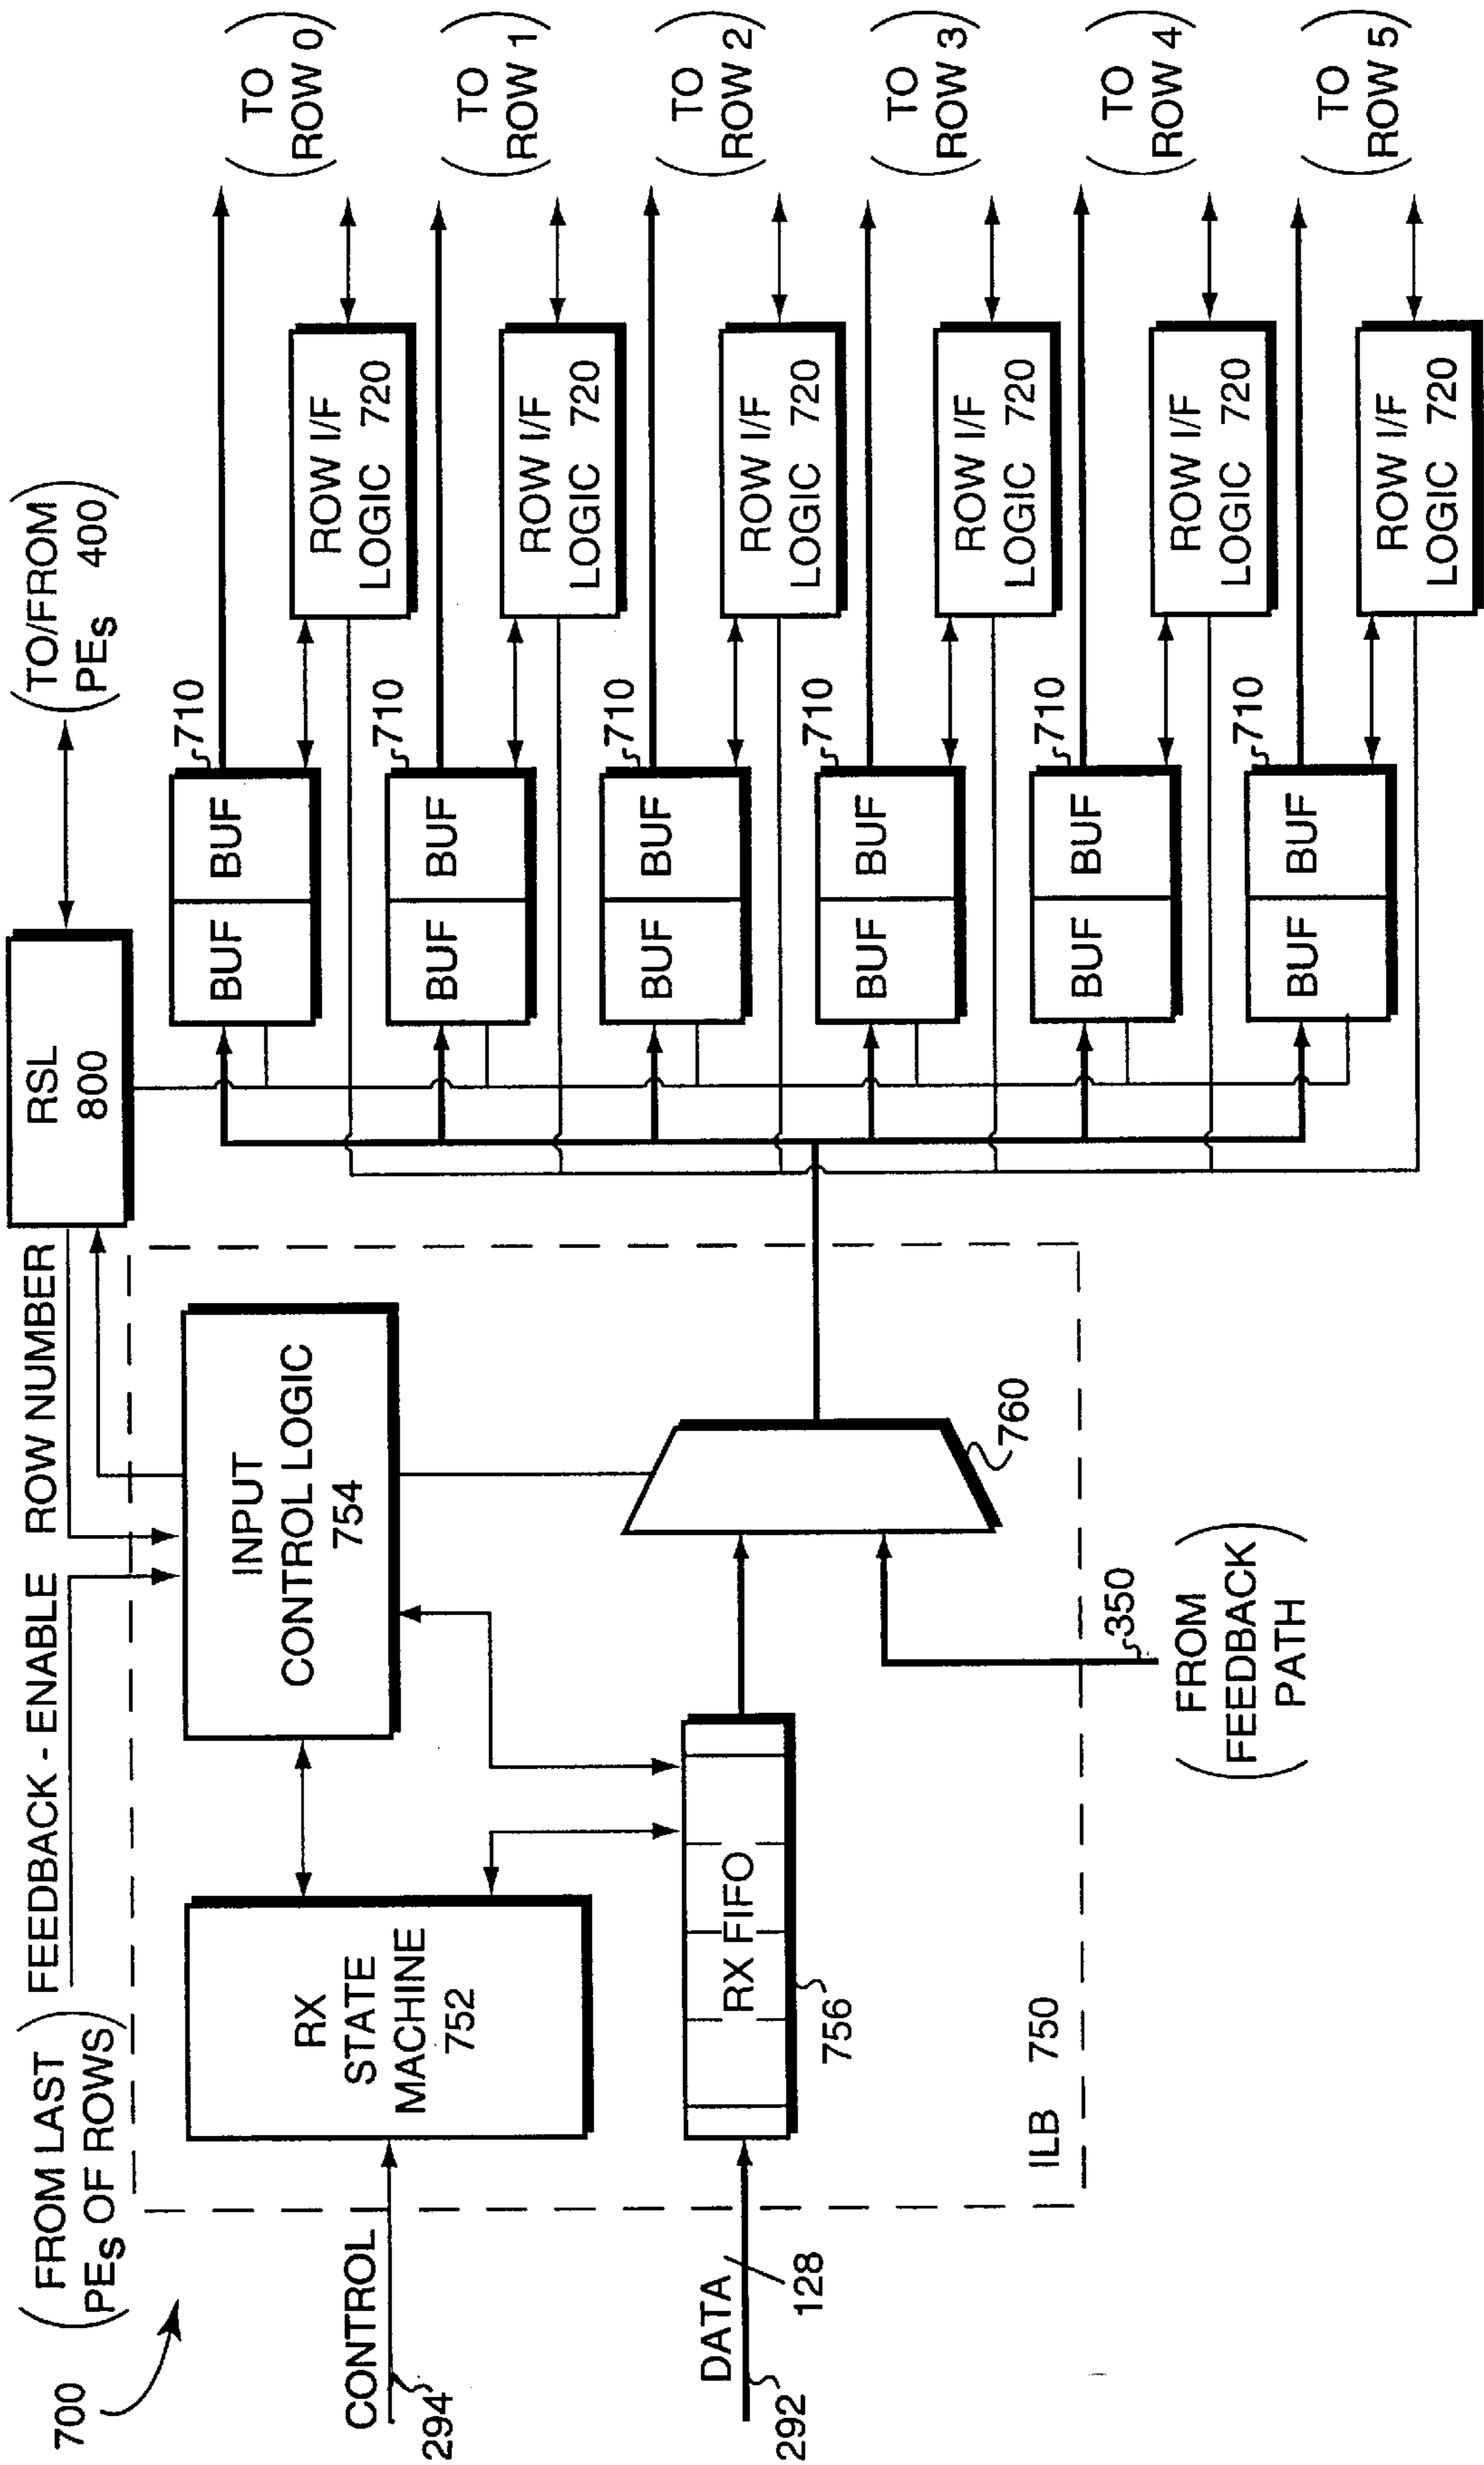 700
(FROM LAST
PEs OF ROWS)
FEEDBACK - ENABLE
ROW NUMBER
RSL
800
(TO/FROM
PEs 400)
CONTROL
294
RX
STATE
MACHINE
752
INPUT
CONTROL LOGIC
754
DATA
292
128
RX FIFO
756
760
350
(FROM
FEEDBACK
PATH)
ILB 750
BUF BUF
710
ROW I/F
LOGIC 720
(TO
ROW 0)
BUF BUF
710
ROW I/F
LOGIC 720
(TO
ROW 1)
BUF BUF
710
ROW I/F
LOGIC 720
(TO
ROW 2)
BUF BUF
710
ROW I/F
LOGIC 720
(TO
ROW 3)
BUF BUF
710
ROW I/F
LOGIC 720
(TO
ROW 4)
BUF BUF
710
ROW I/F
LOGIC 720
(TO
ROW 5)